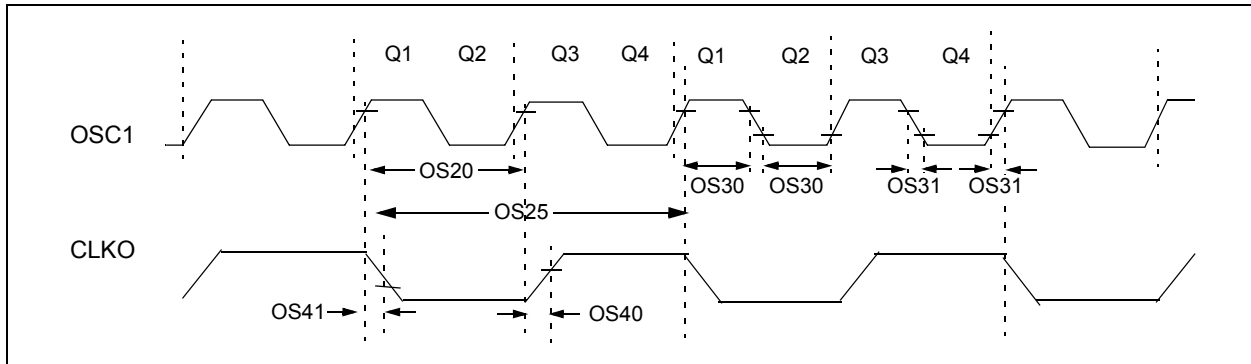 Q1 Q2 Q3 Q4 Q1 Q2 Q3 Q4
OSC1
OS20 OS30 OS30 OS31 OS31
OS25
CLKO
OS41 OS40